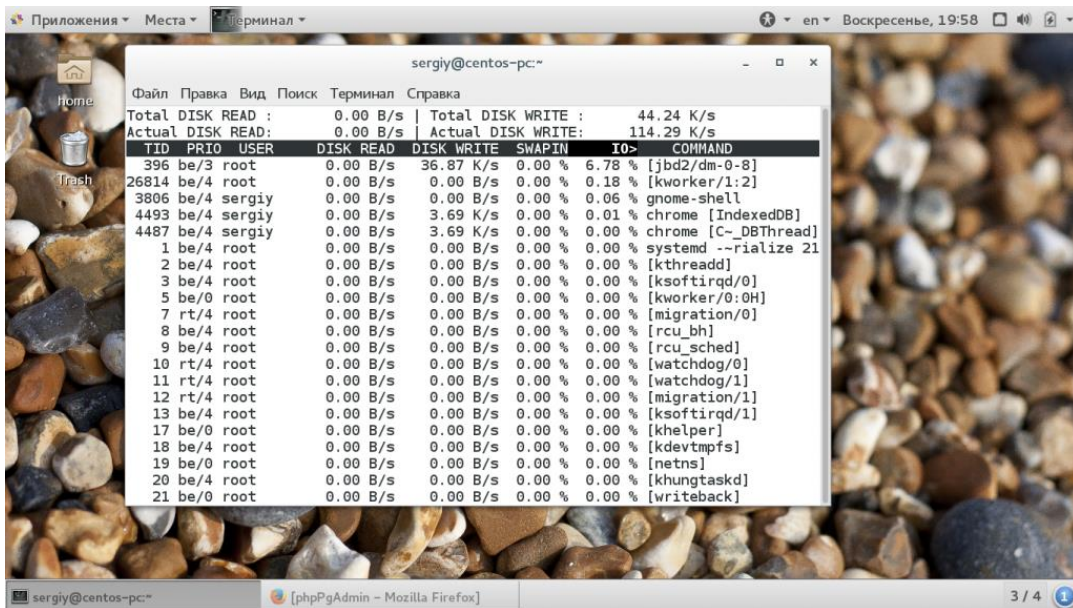 Приложения Места Терминал en Воскресенье, 19:58
home
Trash
sergiy@centos-pc:~
Файл Правка Вид Поиск Терминал Справка
Total DISK READ : 0.00 B/s | Total DISK WRITE : 44.24 K/s
Actual DISK READ: 0.00 B/s | Actual DISK WRITE: 114.29 K/s
TID PRIO USER DISK READ DISK WRITE SWAPIN IO> COMMAND
396 be/3 root 0.00 B/s 36.87 K/s 0.00 % 6.78 % [jbd2/dm-0-8]
26814 be/4 root 0.00 B/s 0.00 B/s 0.00 % 0.18 % [kworker/1:2]
3806 be/4 sergiy 0.00 B/s 0.00 B/s 0.00 % 0.06 % gnome-shell
4493 be/4 sergiy 0.00 B/s 3.69 K/s 0.00 % 0.01 % chrome [IndexedDB]
4487 be/4 sergiy 0.00 B/s 3.69 K/s 0.00 % 0.00 % chrome [C~_DBThread]
1 be/4 root 0.00 B/s 0.00 B/s 0.00 % 0.00 % systemd -~rialize 21
2 be/4 root 0.00 B/s 0.00 B/s 0.00 % 0.00 % [kthreadd]
3 be/4 root 0.00 B/s 0.00 B/s 0.00 % 0.00 % [ksoftirqd/0]
5 be/0 root 0.00 B/s 0.00 B/s 0.00 % 0.00 % [kworker/0:0H]
7 rt/4 root 0.00 B/s 0.00 B/s 0.00 % 0.00 % [migration/0]
8 be/4 root 0.00 B/s 0.00 B/s 0.00 % 0.00 % [rcu_bh]
9 be/4 root 0.00 B/s 0.00 B/s 0.00 % 0.00 % [rcu_sched]
10 rt/4 root 0.00 B/s 0.00 B/s 0.00 % 0.00 % [watchdog/0]
11 rt/4 root 0.00 B/s 0.00 B/s 0.00 % 0.00 % [watchdog/1]
12 rt/4 root 0.00 B/s 0.00 B/s 0.00 % 0.00 % [migration/1]
13 be/4 root 0.00 B/s 0.00 B/s 0.00 % 0.00 % [ksoftirqd/1]
17 be/0 root 0.00 B/s 0.00 B/s 0.00 % 0.00 % [khelper]
18 be/4 root 0.00 B/s 0.00 B/s 0.00 % 0.00 % [kdevtmpfs]
19 be/0 root 0.00 B/s 0.00 B/s 0.00 % 0.00 % [netns]
20 be/4 root 0.00 B/s 0.00 B/s 0.00 % 0.00 % [khungtaskd]
21 be/0 root 0.00 B/s 0.00 B/s 0.00 % 0.00 % [writeback]
sergiy@centos-pc:~ [phpPgAdmin - Mozilla Firefox] 3 / 4 1